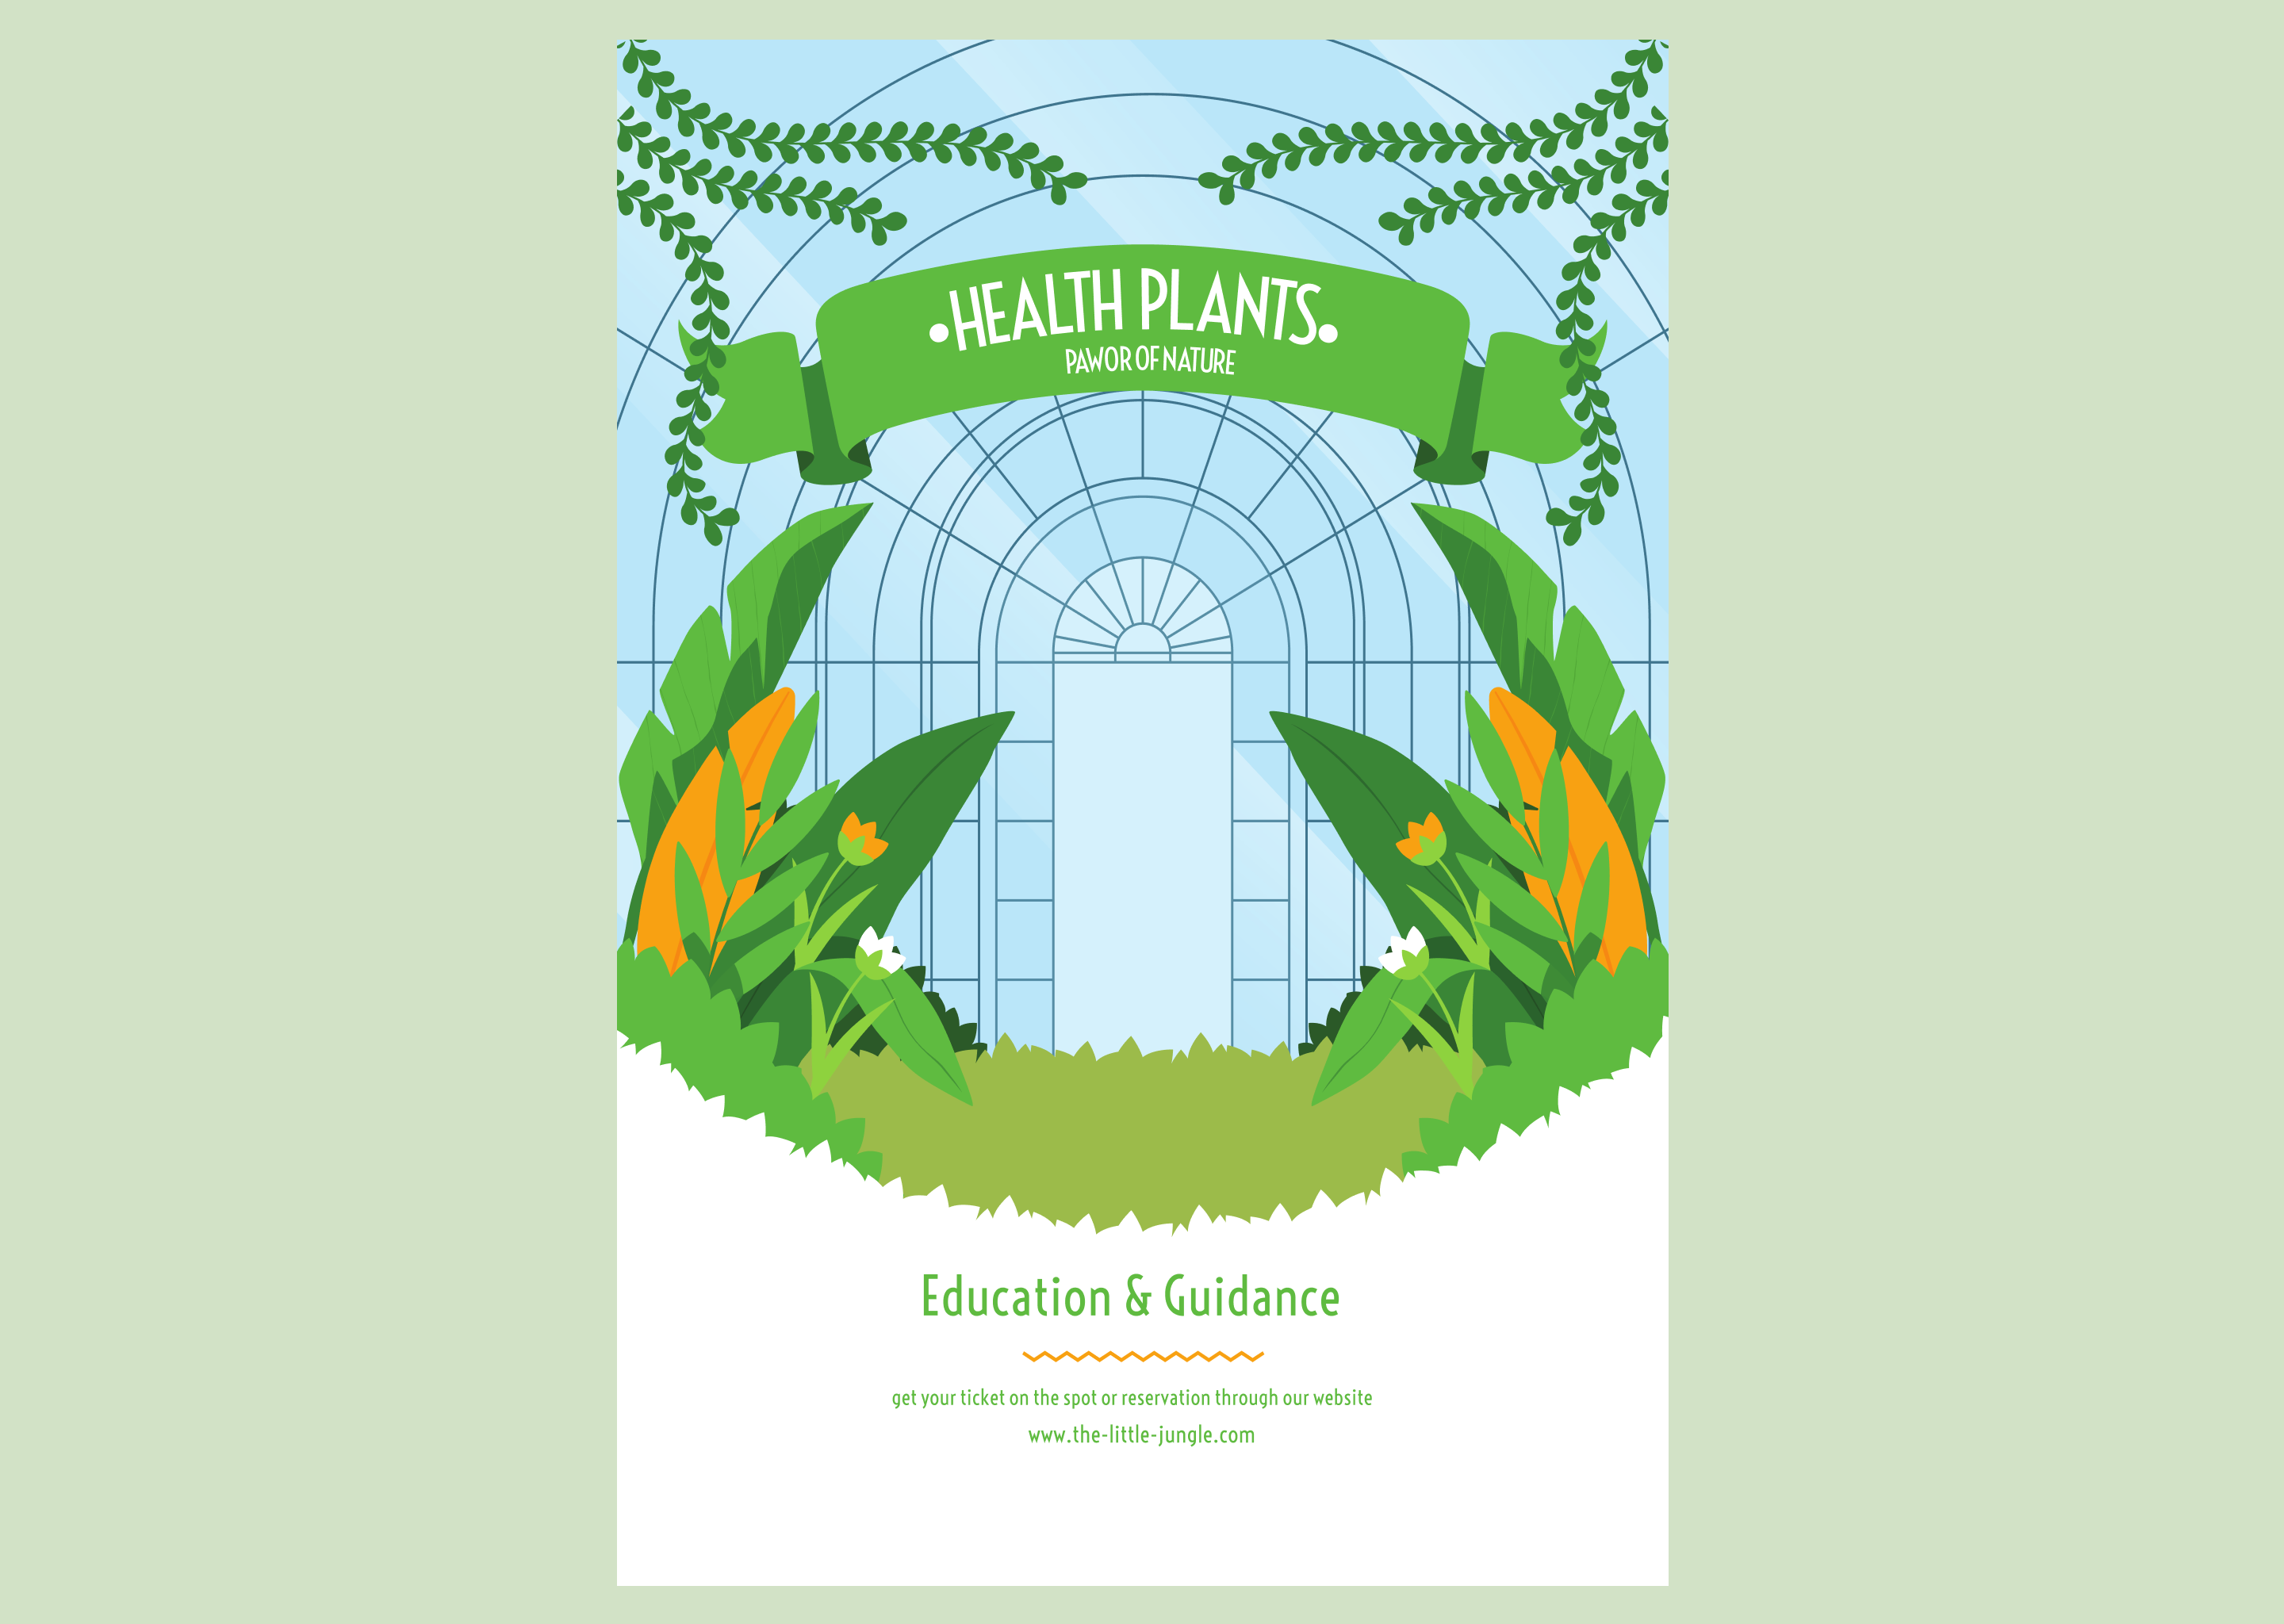 HEALTH PLANTS
PAWOR OF NATURE
Education & Guidance
get your ticket on the spot or reservation through our website
www.the-little-jungle.com